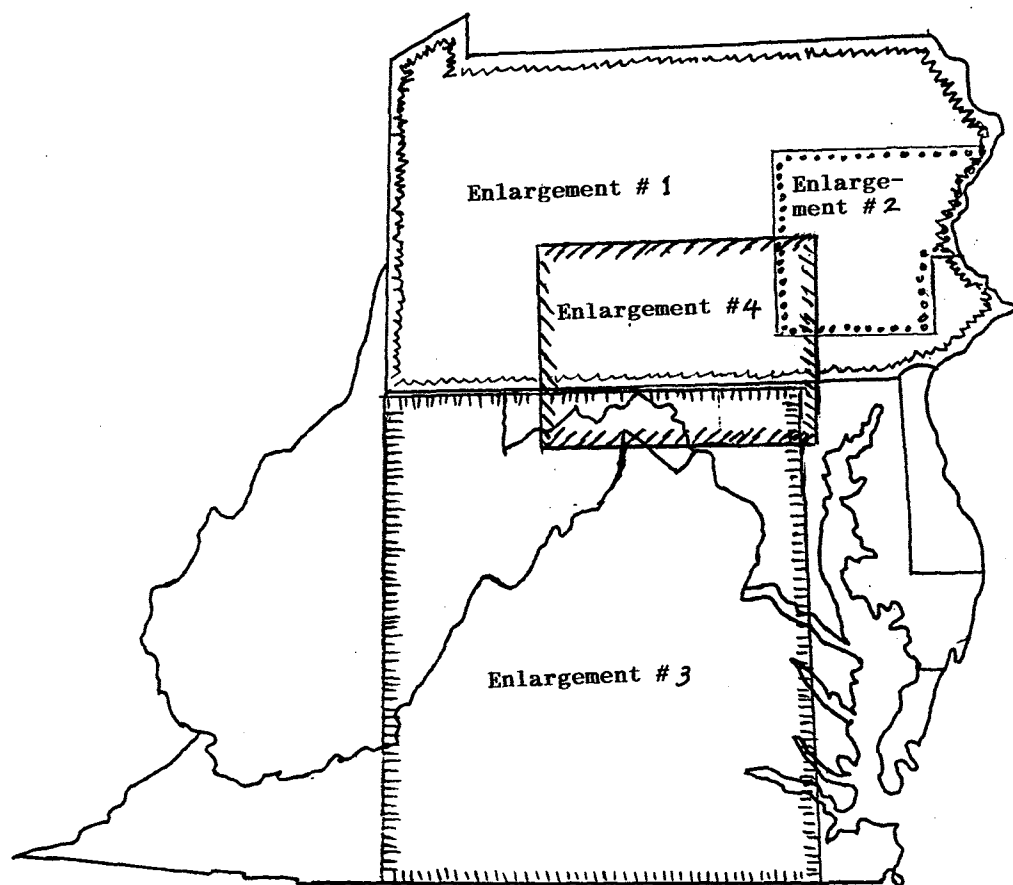 Enlargement # 1
Enlarge-
ment #2
Enlargement #4
Enlargement #3